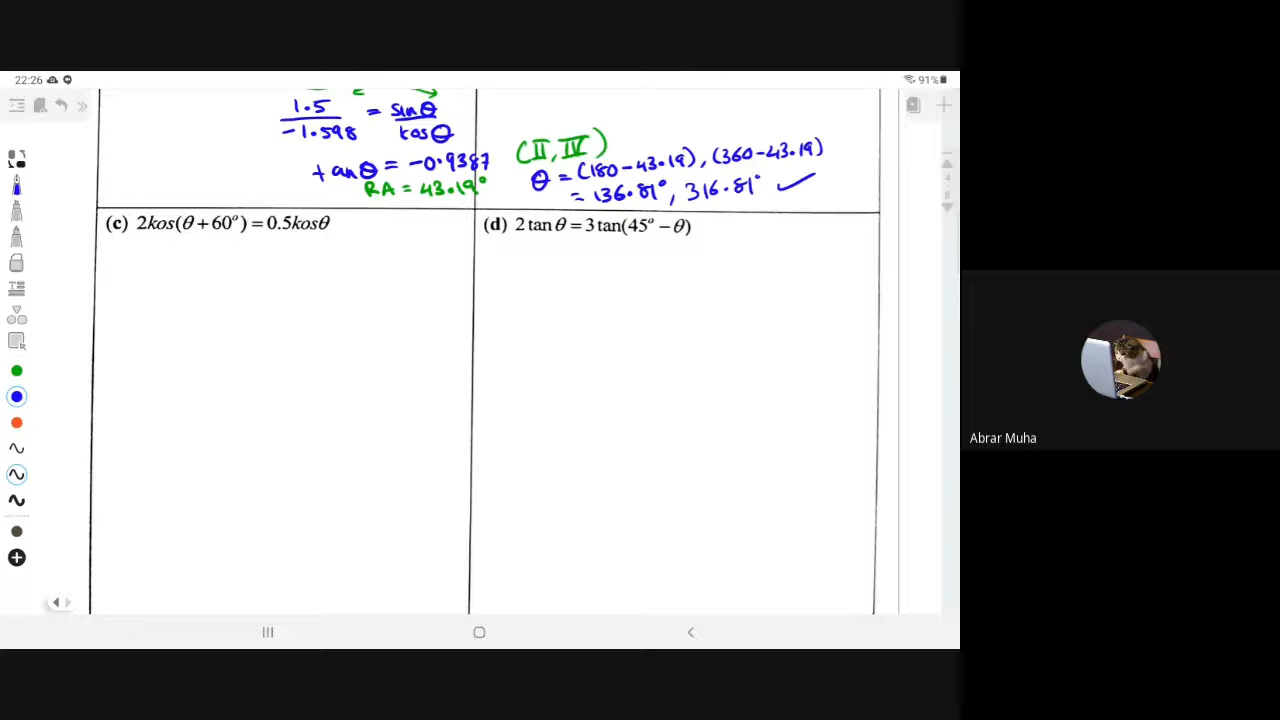 22:26
91%
1.5 / -1.598 = sinθ / kosθ
tanθ = -0.9387
RA = 43.19°
(II, IV)
θ = (180-43.19), (360-43.19)
= 136.81°, 316.81° ✓
(c) 2kos(θ + 60°) = 0.5kosθ
(d) 2 tan θ = 3 tan(45° − θ)
4
8
Abrar Muha